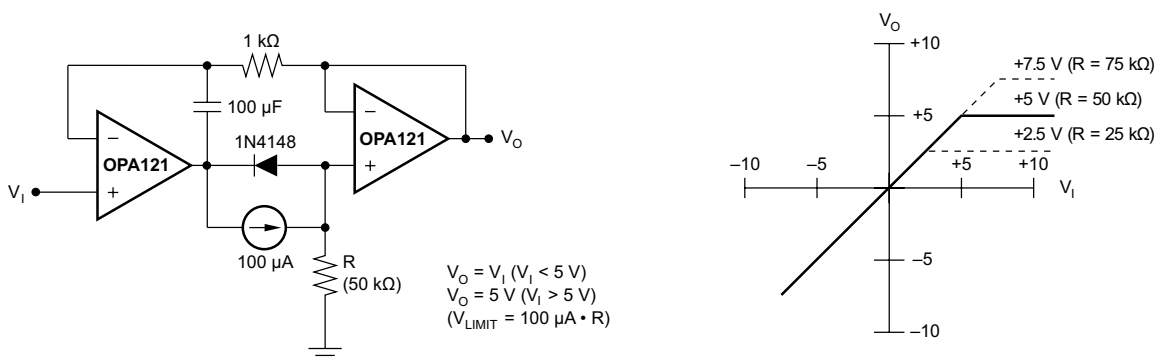 1 kΩ
100 µF
–
OPA121
+
1N4148
–
OPA121
+
V_I
V_O
100 µA
R
(50 kΩ)
V_O = V_I (V_I < 5 V)
V_O = 5 V (V_I > 5 V)
(V_LIMIT = 100 µA • R)
V_O
+10
+7.5 V (R = 75 kΩ)
+5 V (R = 50 kΩ)
+5
+2.5 V (R = 25 kΩ)
–10 –5 +5 +10
V_I
–5
–10